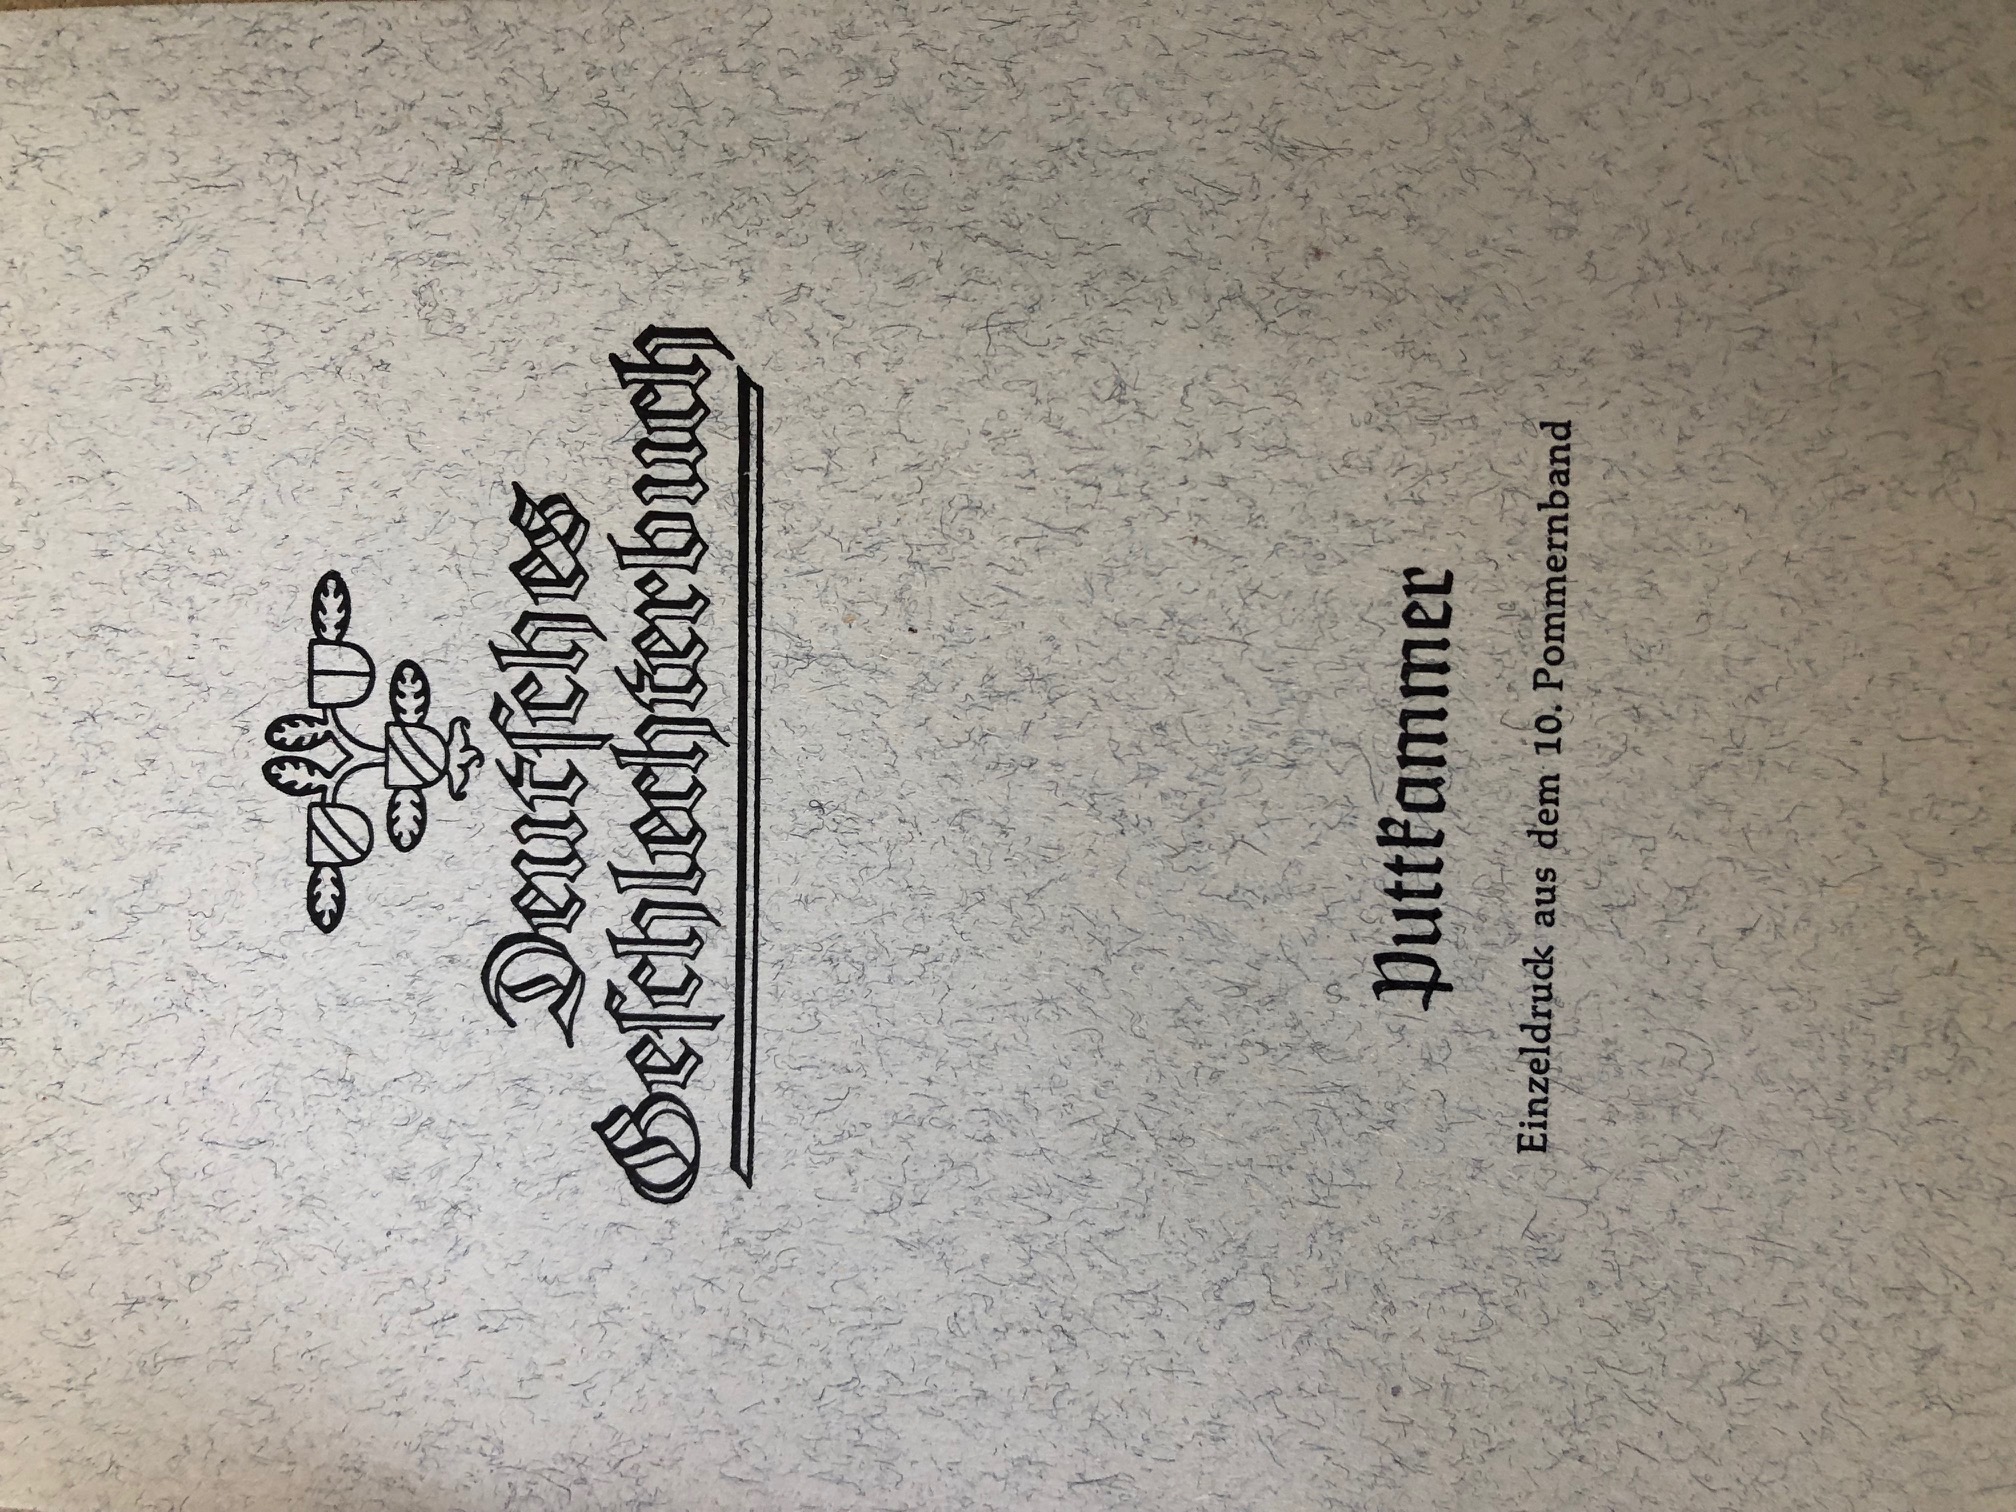 Deutſches
Geſchlechterbuch
Puttkammer
Einzeldruck aus dem 10. Pommernband